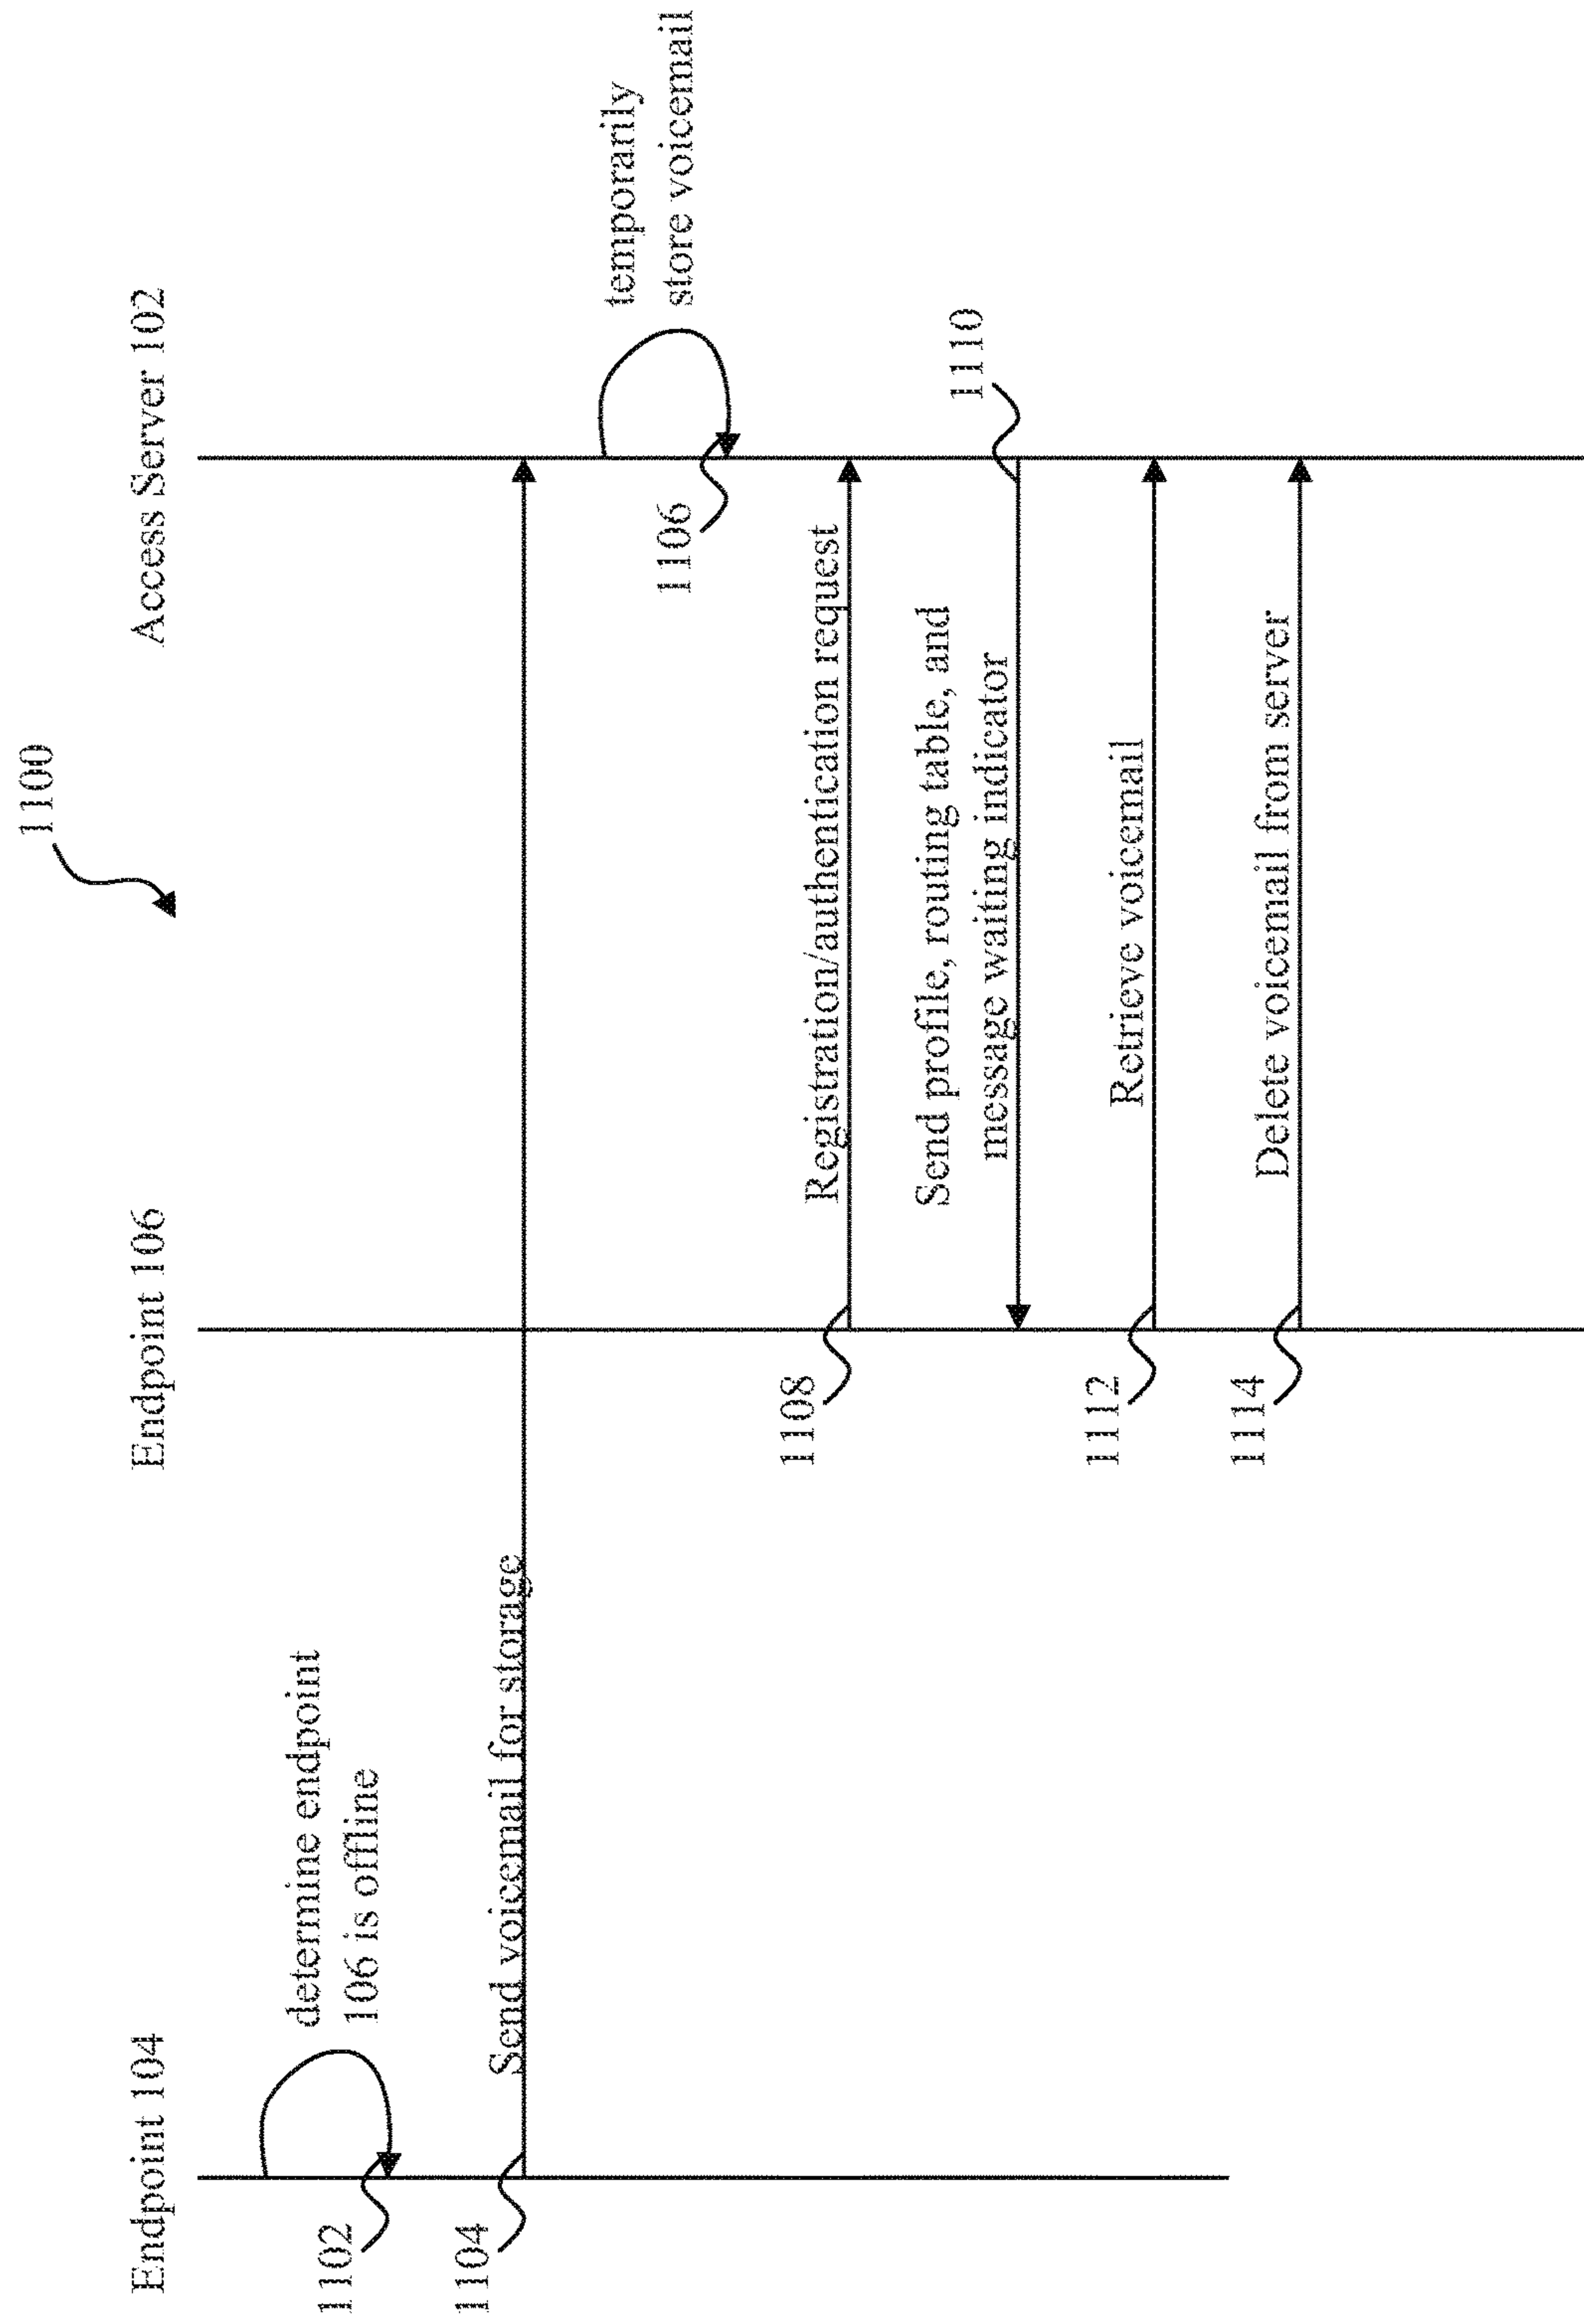 1100
Endpoint 104
Endpoint 106
Access Server 102
determine endpoint
106 is offline
1102
Send voicemail for storage
1104
temporarily
store voicemail
1106
Registration/authentication request
1108
Send profile, routing table, and
message waiting indicator
1110
Retrieve voicemail
1112
Delete voicemail from server
1114